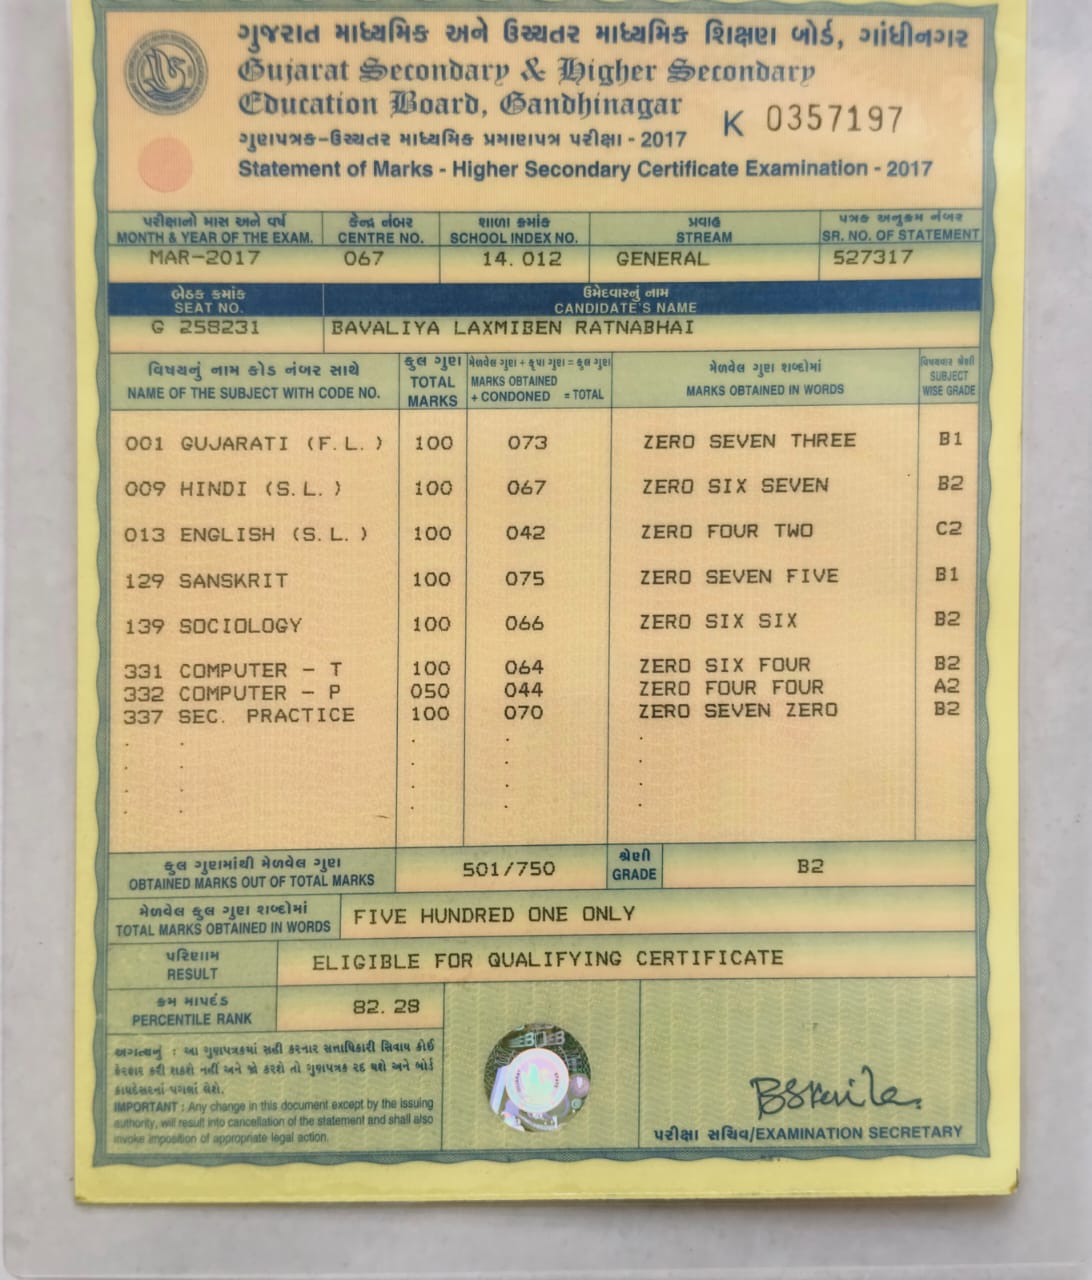 ગુજરાત માધ્યમિક અને ઉચ્ચતર માધ્યમિક શિક્ષણ બોર્ડ, ગાંધીનગર
Gujarat Secondary & Higher Secondary
Education Board, Gandhinagar
K 0357197
ગુણપત્રક-ઉચ્ચતર માધ્યમિક પ્રમાણપત્ર પરીક્ષા - 2017
Statement of Marks - Higher Secondary Certificate Examination - 2017
પરીક્ષાનો માસ અને વર્ષ કેન્દ્ર નંબર શાળા ક્રમાંક પ્રવાહ પત્રક અનુક્રમ નંબર
MONTH & YEAR OF THE EXAM. CENTRE NO. SCHOOL INDEX NO. STREAM SR. NO. OF STATEMENT
MAR-2017 067 14.012 GENERAL 527317
બેઠક ક્રમાંક ઉમેદવારનું નામ
SEAT NO. CANDIDATE'S NAME
G 258231 BAVALIYA LAXMIBEN RATNABHAI
વિષયનું નામ કોડ નંબર સાથે કુલ ગુણ મેળવેલ ગુણ + કૃપા ગુણ = કુલ ગુણ મેળવેલ ગુણ શબ્દોમાં વિષયવાર શ્રેણી
NAME OF THE SUBJECT WITH CODE NO. TOTAL MARKS MARKS OBTAINED + CONDONED = TOTAL MARKS OBTAINED IN WORDS SUBJECT WISE GRADE
001 GUJARATI (F.L.) 100 073 ZERO SEVEN THREE B1
009 HINDI (S.L.) 100 067 ZERO SIX SEVEN B2
013 ENGLISH (S.L.) 100 042 ZERO FOUR TWO C2
129 SANSKRIT 100 075 ZERO SEVEN FIVE B1
139 SOCIOLOGY 100 066 ZERO SIX SIX B2
331 COMPUTER - T 100 064 ZERO SIX FOUR B2
332 COMPUTER - P 050 044 ZERO FOUR FOUR A2
337 SEC. PRACTICE 100 070 ZERO SEVEN ZERO B2
કુલ ગુણમાંથી મેળવેલ ગુણ 501/750 શ્રેણી B2
OBTAINED MARKS OUT OF TOTAL MARKS GRADE
મેળવેલ કુલ ગુણ શબ્દોમાં FIVE HUNDRED ONE ONLY
TOTAL MARKS OBTAINED IN WORDS
પરિણામ ELIGIBLE FOR QUALIFYING CERTIFICATE
RESULT
ક્રમ માપદંડ 82.28
PERCENTILE RANK
અગત્યનું : આ ગુણપત્રકમાં સહી કરનાર સત્તાધિકારી સિવાય કોઈ
ફેરફાર કરી શકશે નહીં અને જો કરશે તો ગુણપત્રક રદ થશે અને બોર્ડ
કાયદેસરનાં પગલાં લેશે.
IMPORTANT : Any change in this document except by the issuing
authority, will result into cancellation of the statement and shall also
invoke imposition of appropriate legal action.
પરીક્ષા સચિવ/EXAMINATION SECRETARY